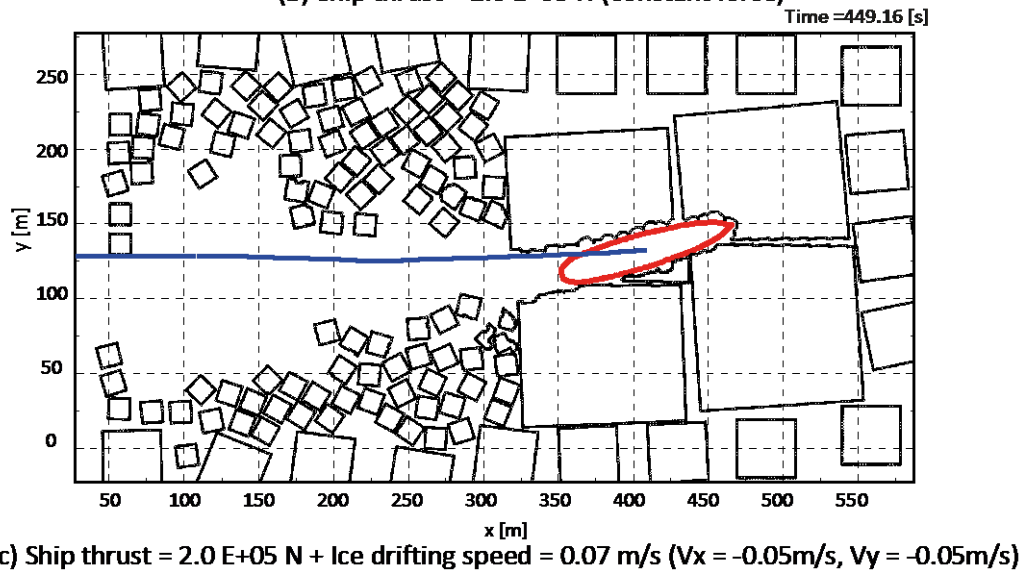 Time =449.16 [s]
250
200
150
100
50
0
y [m]
50 100 150 200 250 300 350 400 450 500 550
x [m]
c) Ship thrust = 2.0 E+05 N + Ice drifting speed = 0.07 m/s (Vx = -0.05m/s, Vy = -0.05m/s)